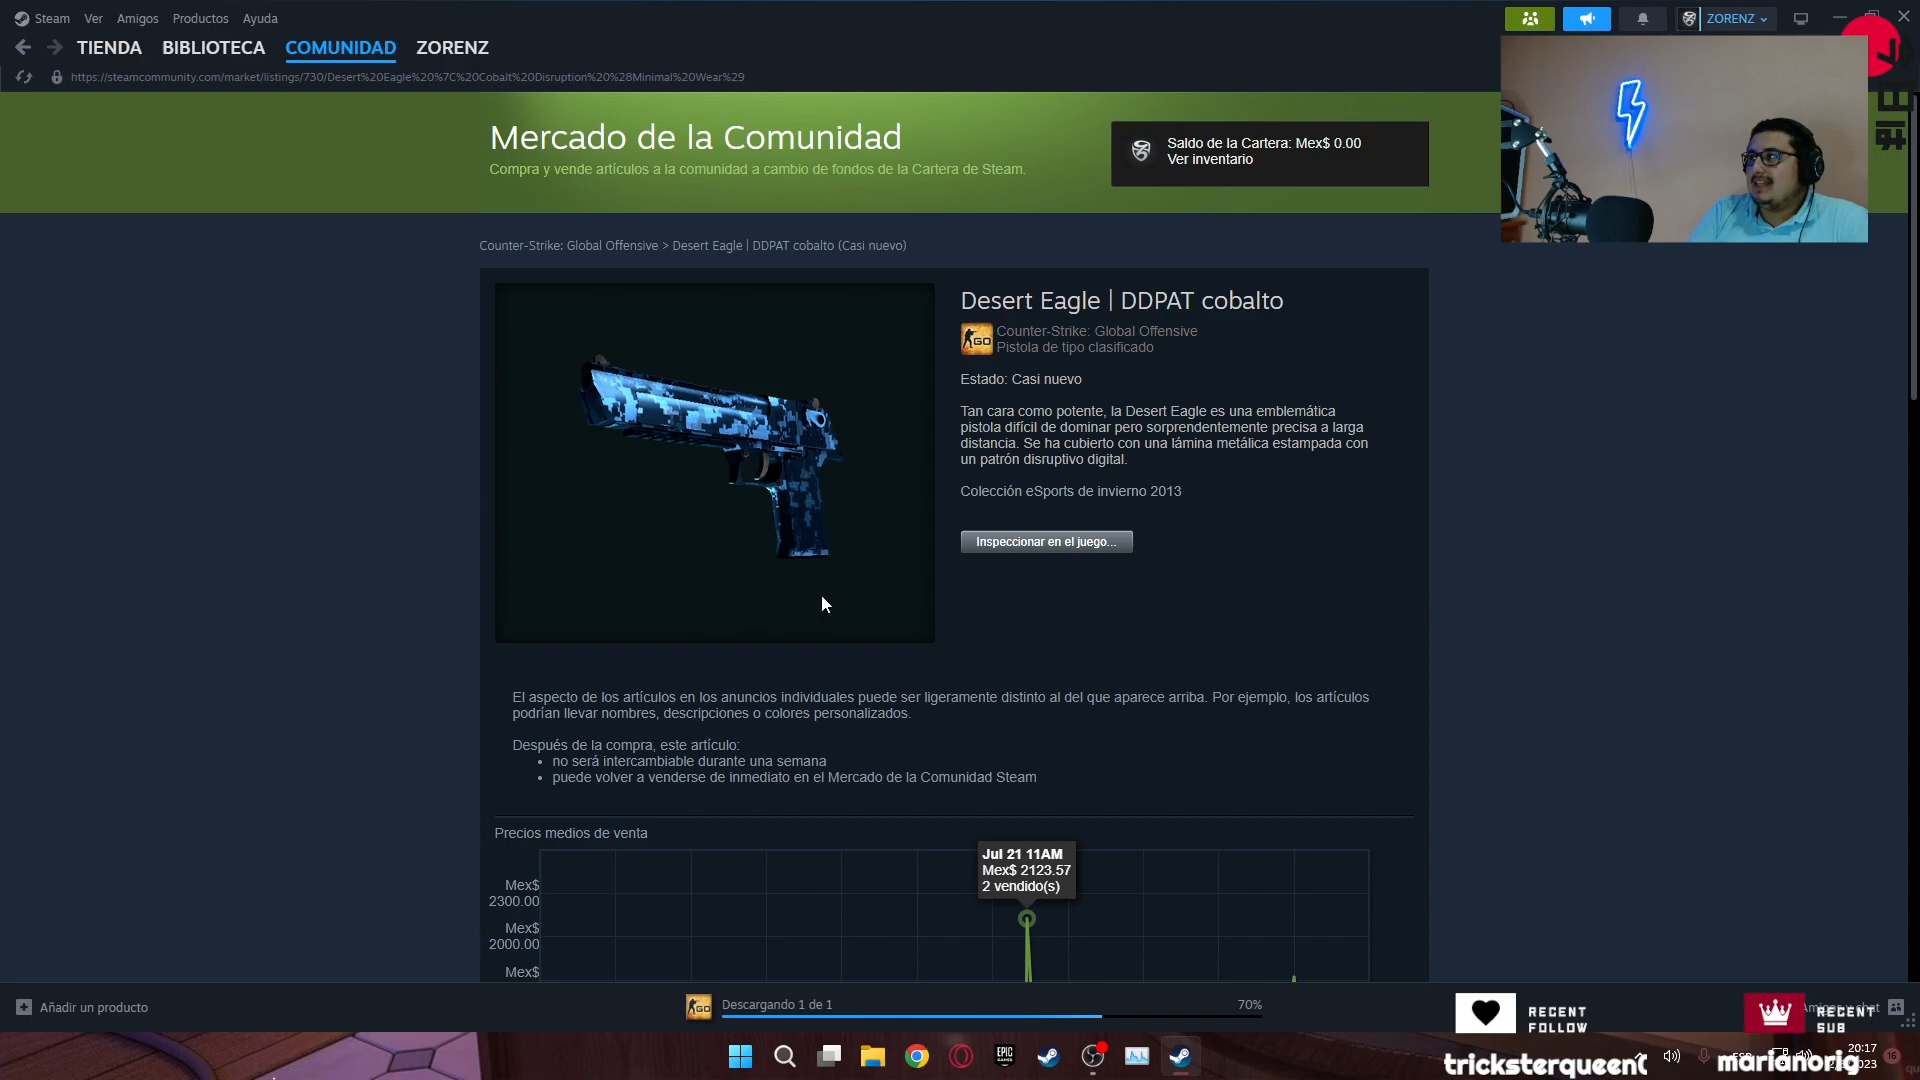 Steam Ver Amigos Productos Ayuda
ZORENZ
TIENDA BIBLIOTECA COMUNIDAD ZORENZ
https://steamcommunity.com/market/listings/730/Desert%20Eagle%20%7C%20Cobalt%20Disruption%20%28Minimal%20Wear%29
Mercado de la Comunidad
Compra y vende artículos a la comunidad a cambio de fondos de la Cartera de Steam.
Saldo de la Cartera: Mex$ 0.00
Ver inventario
Counter-Strike: Global Offensive > Desert Eagle | DDPAT cobalto (Casi nuevo)
Desert Eagle | DDPAT cobalto
GO
Counter-Strike: Global Offensive
Pistola de tipo clasificado
Estado: Casi nuevo
Tan cara como potente, la Desert Eagle es una emblemática
pistola difícil de dominar pero sorprendentemente precisa a larga
distancia. Se ha cubierto con una lámina metálica estampada con
un patrón disruptivo digital.
Colección eSports de invierno 2013
Inspeccionar en el juego...
El aspecto de los artículos en los anuncios individuales puede ser ligeramente distinto al del que aparece arriba. Por ejemplo, los artículos
podrían llevar nombres, descripciones o colores personalizados.
Después de la compra, este artículo:
• no será intercambiable durante una semana
• puede volver a venderse de inmediato en el Mercado de la Comunidad Steam
Precios medios de venta
Jul 21 11AM
Mex$ 2123.57
2 vendido(s)
Mex$
2300.00
Mex$
2000.00
Mex$
Añadir un producto
GO
Descargando 1 de 1
70%
RECENT
FOLLOW
RECENT
SUB
EPIC
GAMES
tricksterqueen
marianorig
20:17
16